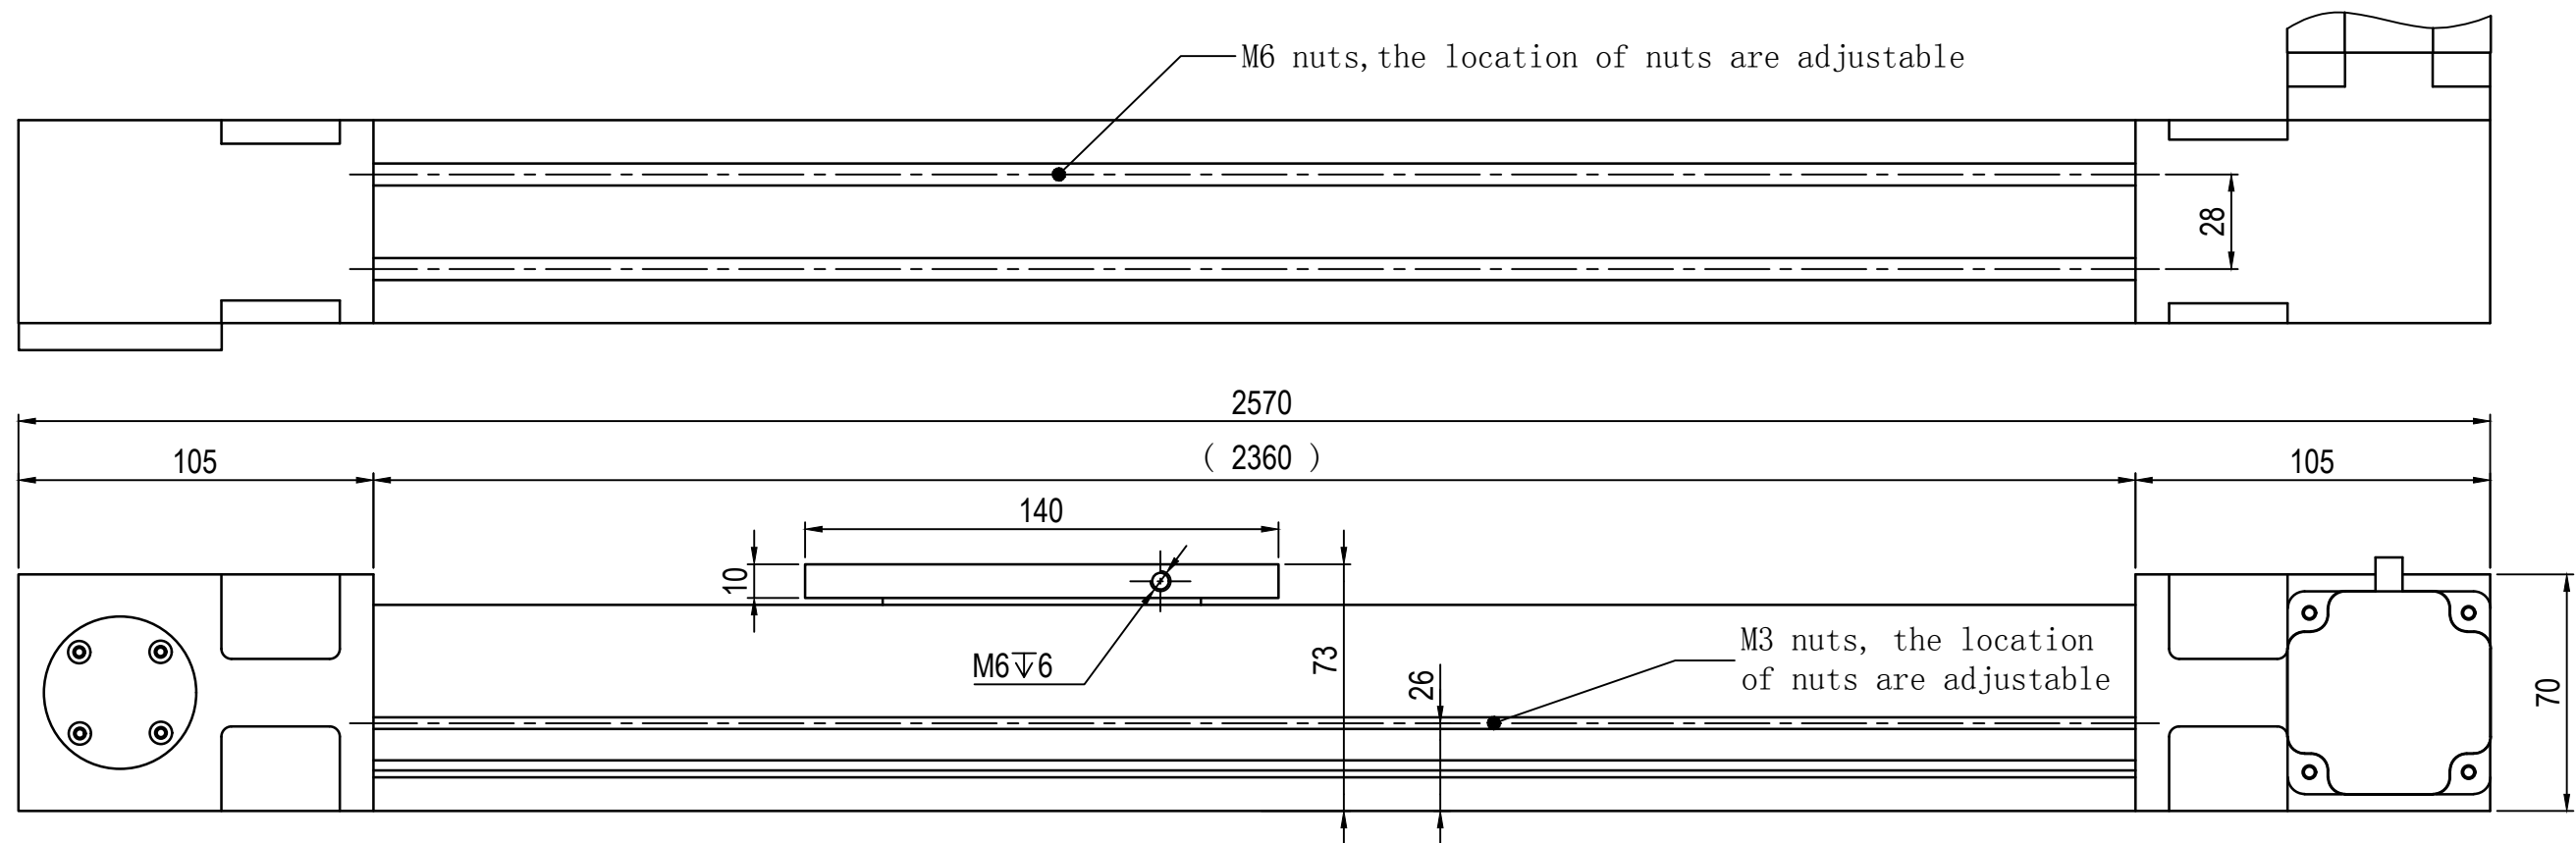 M6 nuts,the location of nuts are adjustable
28
2570
105
( 2360 )
105
140
10
M6↧6
73
26
M3 nuts, the location
of nuts are adjustable
70